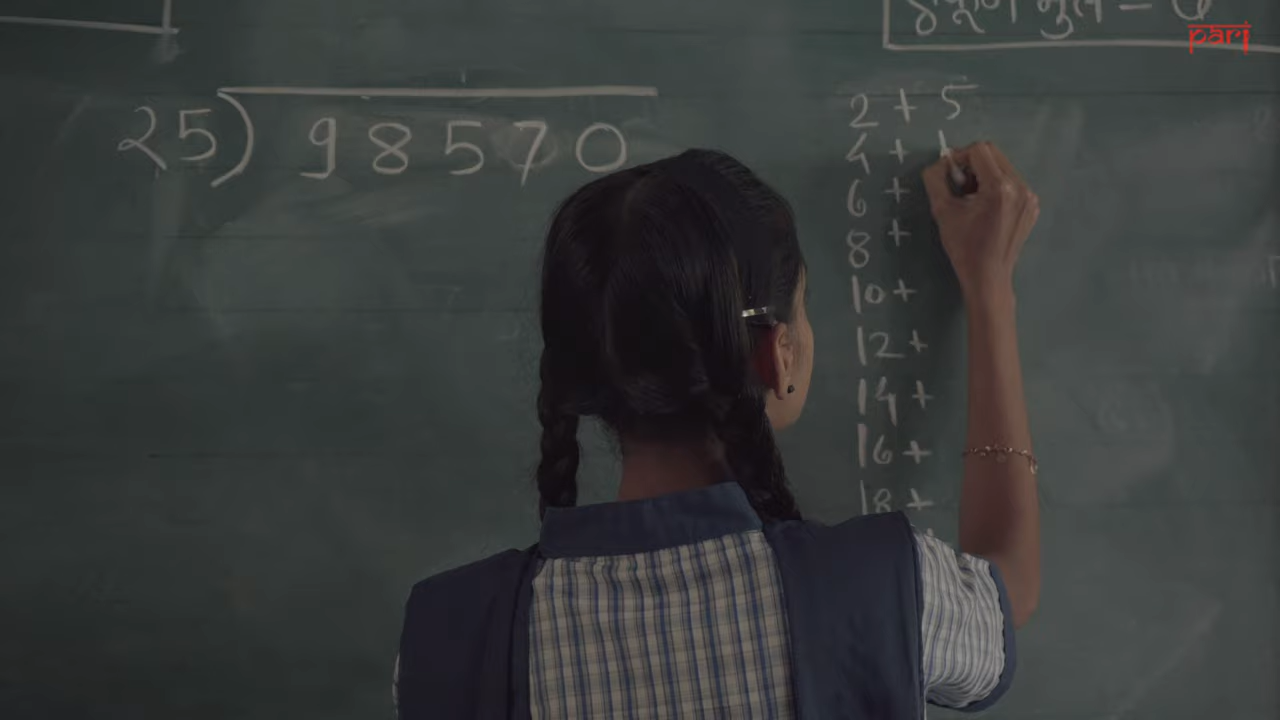 pari
25) 98570
2 + 5
4 + 1
6 +
8 +
10 +
12 +
14 +
16 +
18 +